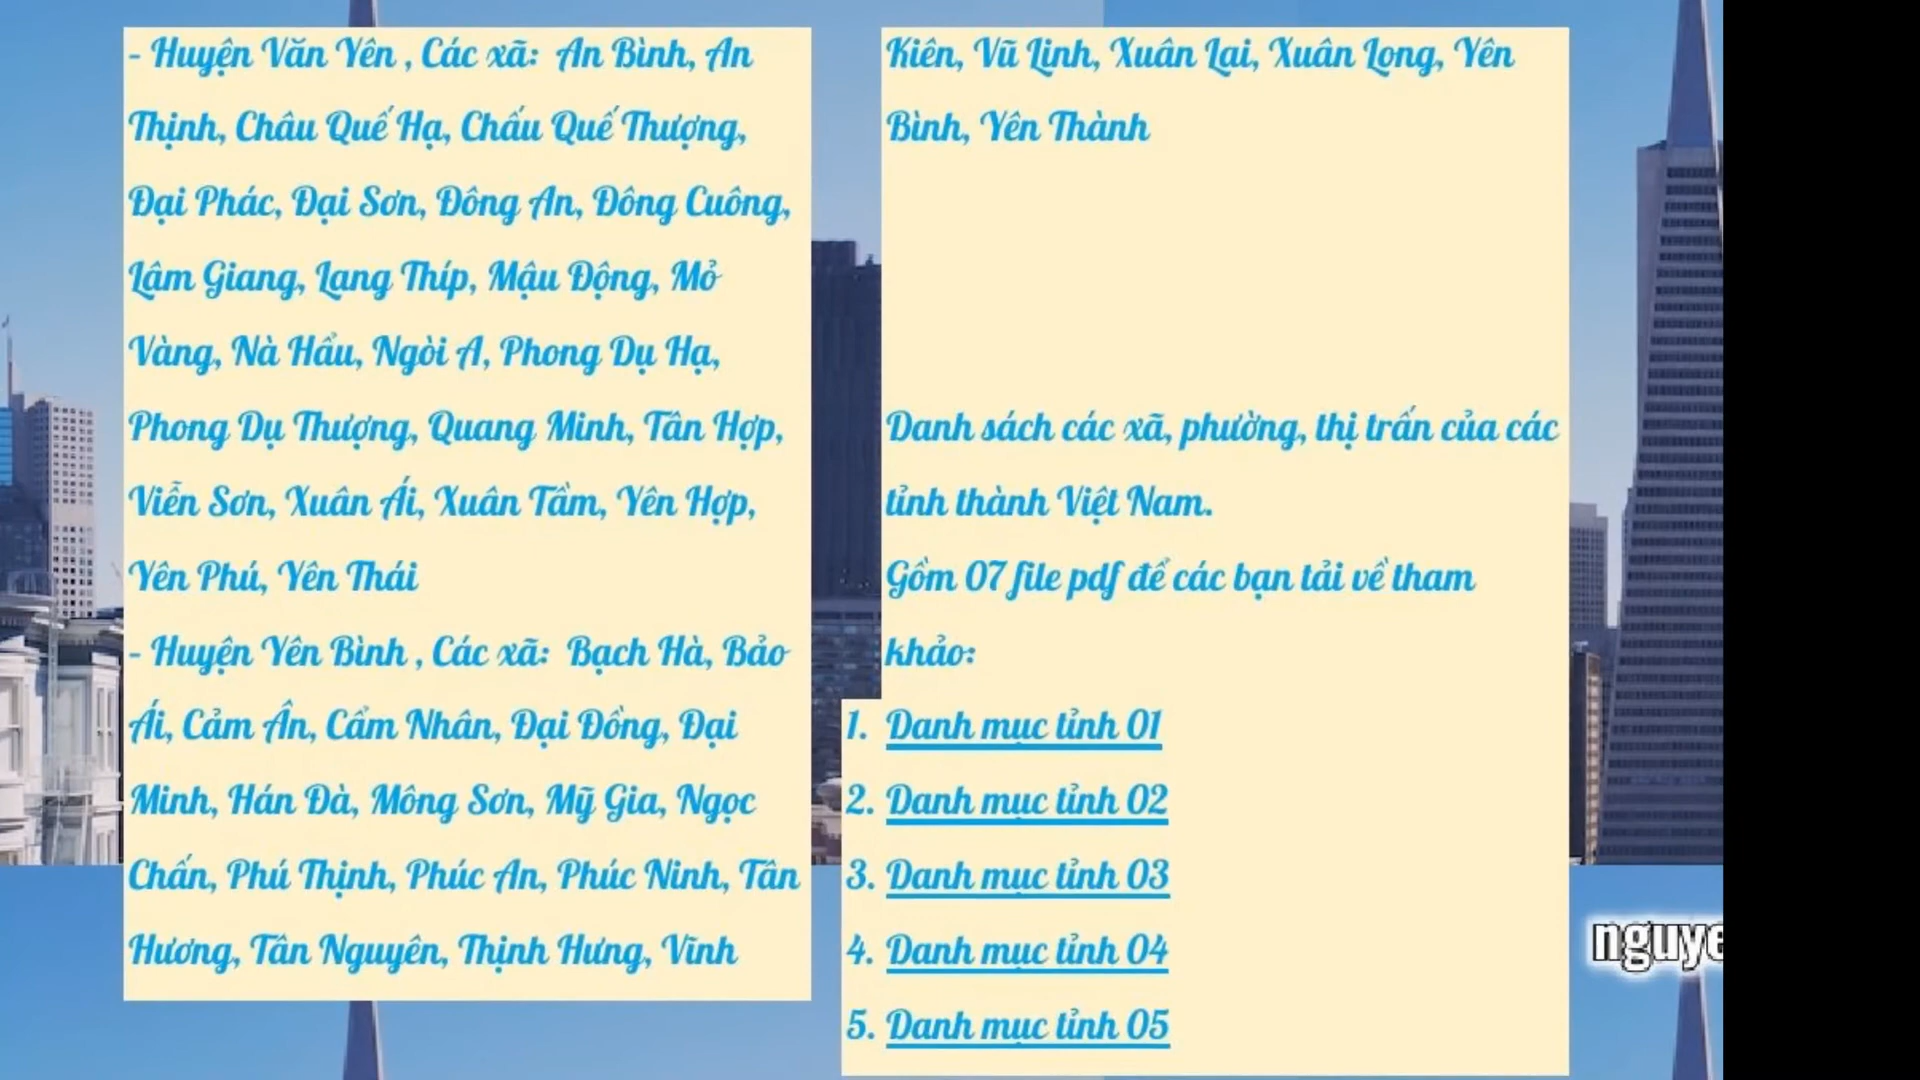 - Huyện Văn Yên , Các xã: An Bình, An
Thịnh, Châu Quế Hạ, Chấu Quế Thượng,
Đại Phác, Đại Sơn, Đông An, Đông Cuông,
Lâm Giang, Lang Thíp, Mậu Động, Mỏ
Vàng, Nà Hẩu, Ngòi A, Phong Dụ Hạ,
Phong Dụ Thượng, Quang Minh, Tân Hợp,
Viễn Sơn, Xuân Ái, Xuân Tầm, Yên Hợp,
Yên Phú, Yên Thái
- Huyện Yên Bình , Các xã: Bạch Hà, Bảo
Ái, Cảm Ân, Cẩm Nhân, Đại Đồng, Đại
Minh, Hán Đà, Mông Sơn, Mỹ Gia, Ngọc
Chấn, Phú Thịnh, Phúc An, Phúc Ninh, Tân
Hương, Tân Nguyên, Thịnh Hưng, Vĩnh
Kiên, Vũ Linh, Xuân Lai, Xuân Long, Yên
Bình, Yên Thành
Danh sách các xã, phường, thị trấn của các
tỉnh thành Việt Nam.
Gồm 07 file pdf để các bạn tải về tham
khảo:
1. Danh mục tỉnh 01
2. Danh mục tỉnh 02
3. Danh mục tỉnh 03
4. Danh mục tỉnh 04
5. Danh mục tỉnh 05
nguye